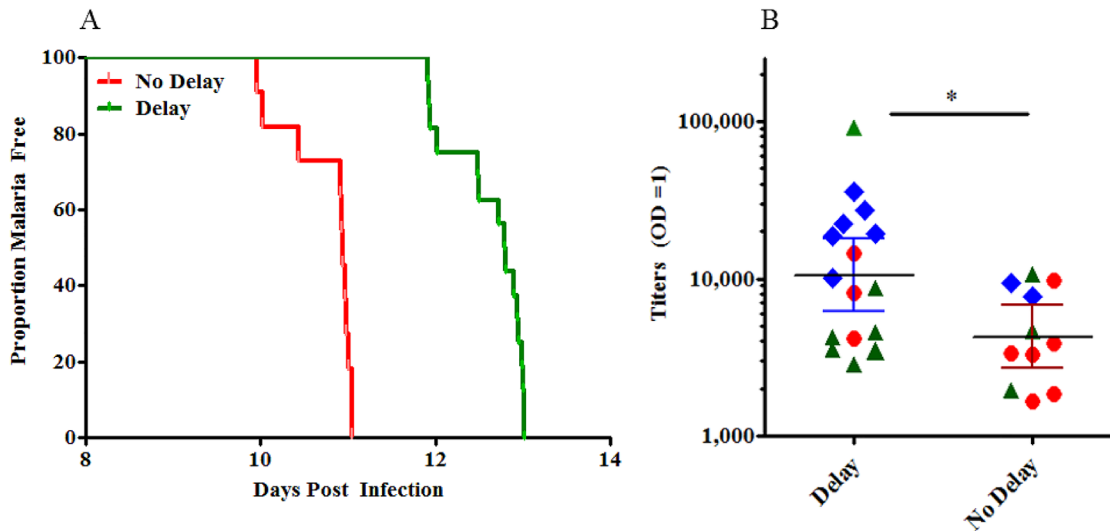 A
B
100
80
60
40
20
0
Proportion Malaria Free
No Delay
Delay
8
10
12
14
Days Post Infection
*
100,000
10,000
1,000
Titers (OD =1)
Delay
No Delay